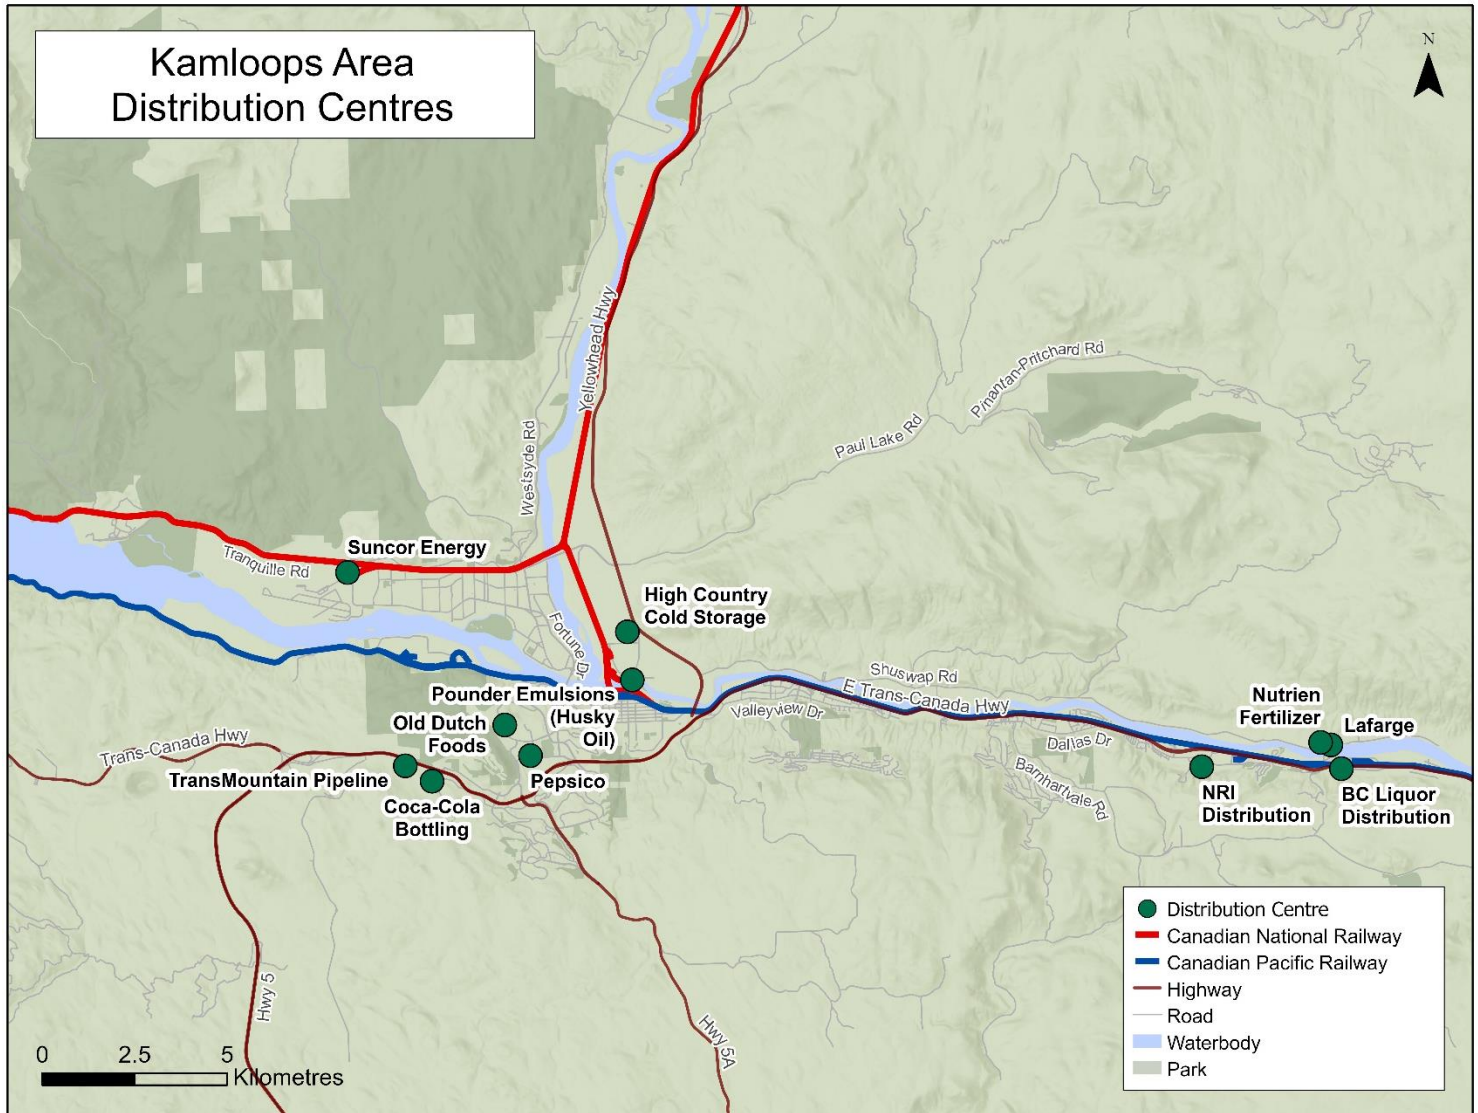 Kamloops Area
Distribution Centres
N
Yellowhead Hwy
Pinantan-Pritchard Rd
Paul Lake Rd
Westsyde Rd
Suncor Energy
Tranquille Rd
High Country
Cold Storage
Fortune Dr
Shuswap Rd
E Trans-Canada Hwy
Valleyview Dr
Pounder Emulsions
(Husky
Oil)
Old Dutch
Foods
Nutrien
Fertilizer
Lafarge
Dallas Dr
Barnhartvale Rd
Trans-Canada Hwy
TransMountain Pipeline
Pepsico
Coca-Cola
Bottling
NRI
Distribution
BC Liquor
Distribution
Hwy 5
Hwy 5A
Distribution Centre
Canadian National Railway
Canadian Pacific Railway
Highway
Road
Waterbody
Park
0 2.5 5
Kilometres